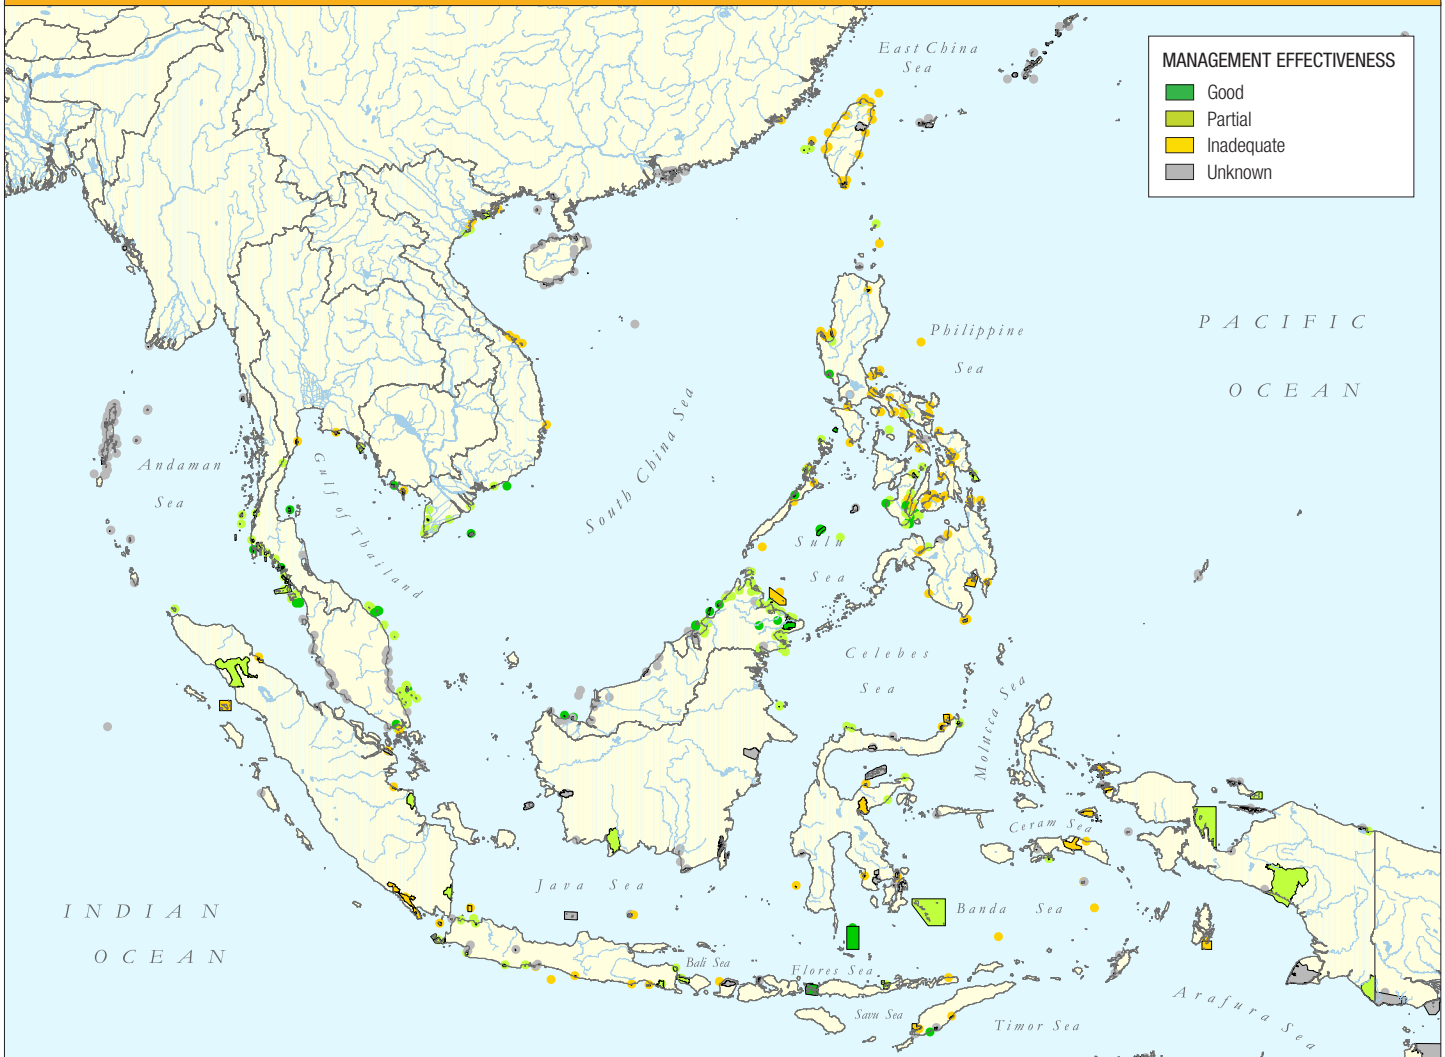 MANAGEMENT EFFECTIVENESS
Good
Partial
Inadequate
Unknown
East China
Sea
PACIFIC
OCEAN
Philippine
Sea
South China Sea
Andaman
Sea
Gulf of Thailand
Sulu
Sea
Celebes
Sea
Molucca Sea
Ceram Sea
Java Sea
Banda Sea
INDIAN
OCEAN
Bali Sea
Flores Sea
Savu Sea
Timor Sea
Arafura Sea